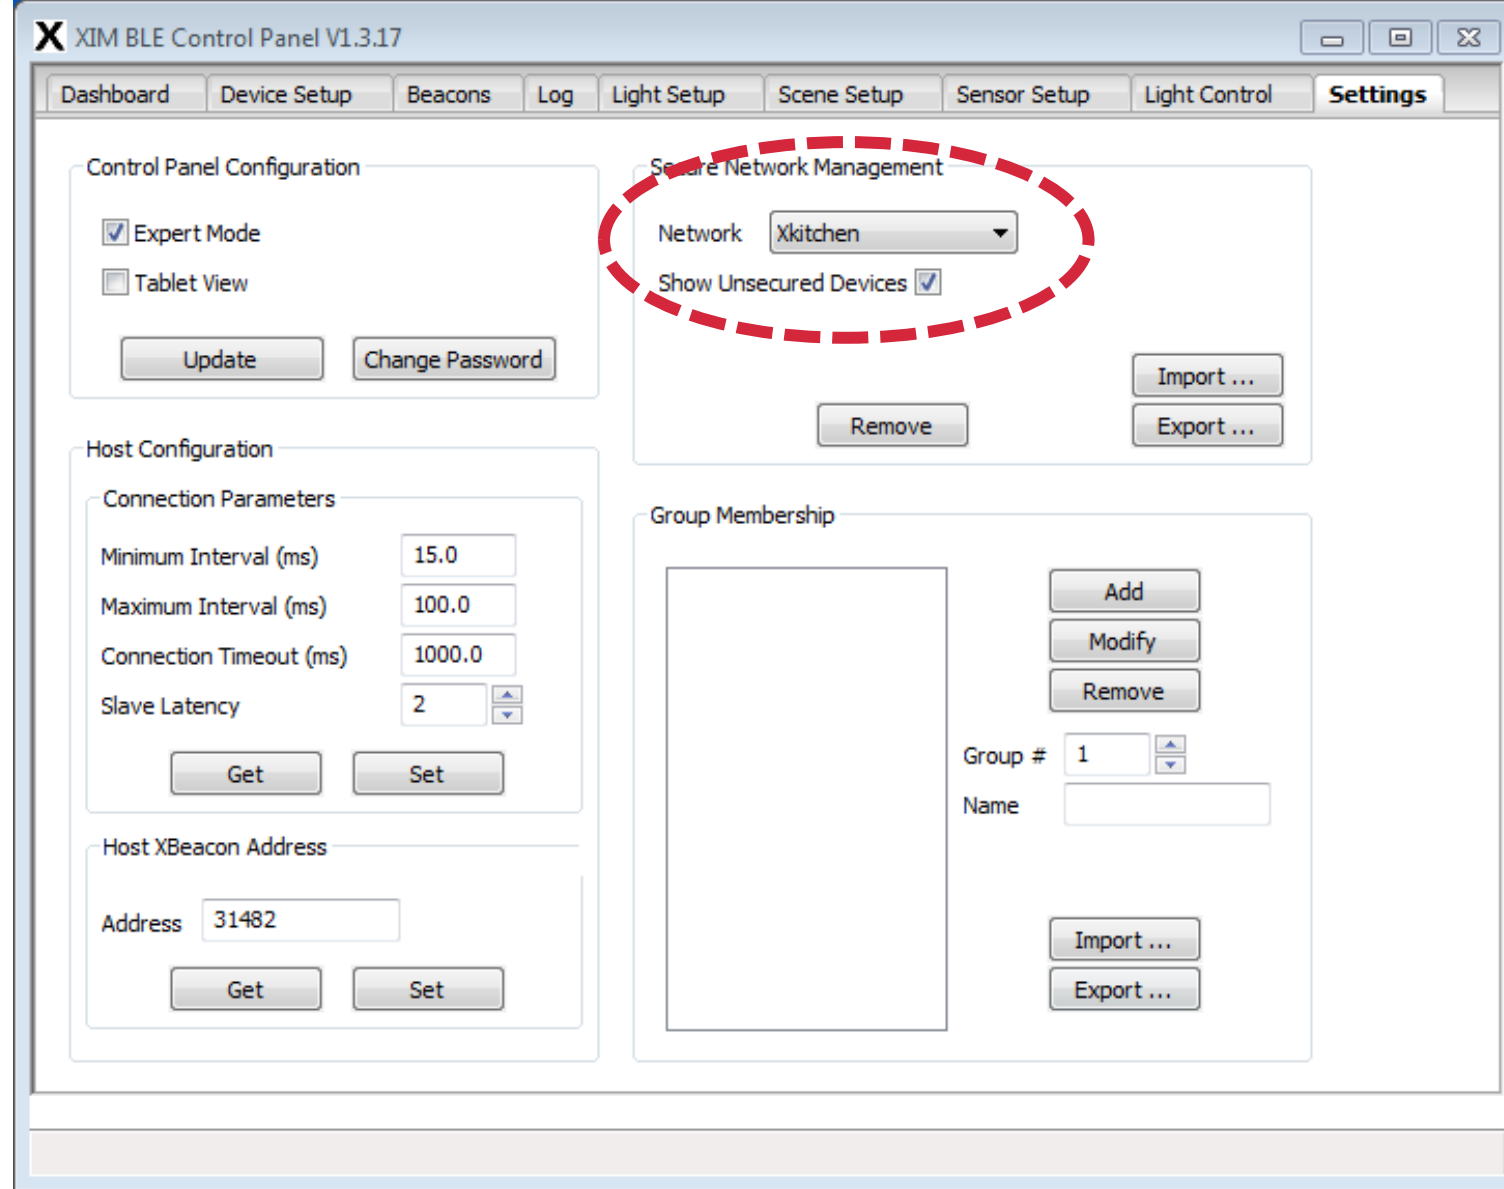 X XIM BLE Control Panel V1.3.17
Dashboard Device Setup Beacons Log Light Setup Scene Setup Sensor Setup Light Control Settings
Control Panel Configuration
Expert Mode
Tablet View
Update Change Password
Secure Network Management
Network Xkitchen
Show Unsecured Devices
Import ...
Remove Export ...
Host Configuration
Connection Parameters
Minimum Interval (ms) 15.0
Maximum Interval (ms) 100.0
Connection Timeout (ms) 1000.0
Slave Latency 2
Get Set
Host XBeacon Address
Address 31482
Get Set
Group Membership
Add
Modify
Remove
Group # 1
Name
Import ...
Export ...